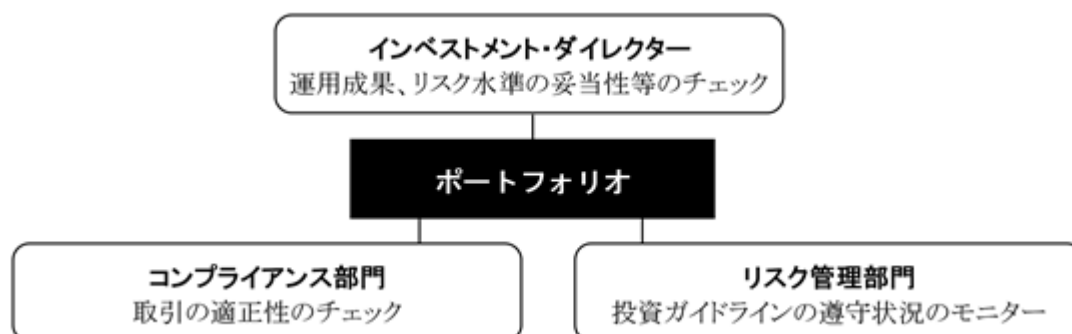 インベストメント・ダイレクター
運用成果、リスク水準の妥当性等のチェック
ポートフォリオ
コンプライアンス部門
取引の適正性のチェック
リスク管理部門
投資ガイドラインの遵守状況のモニター